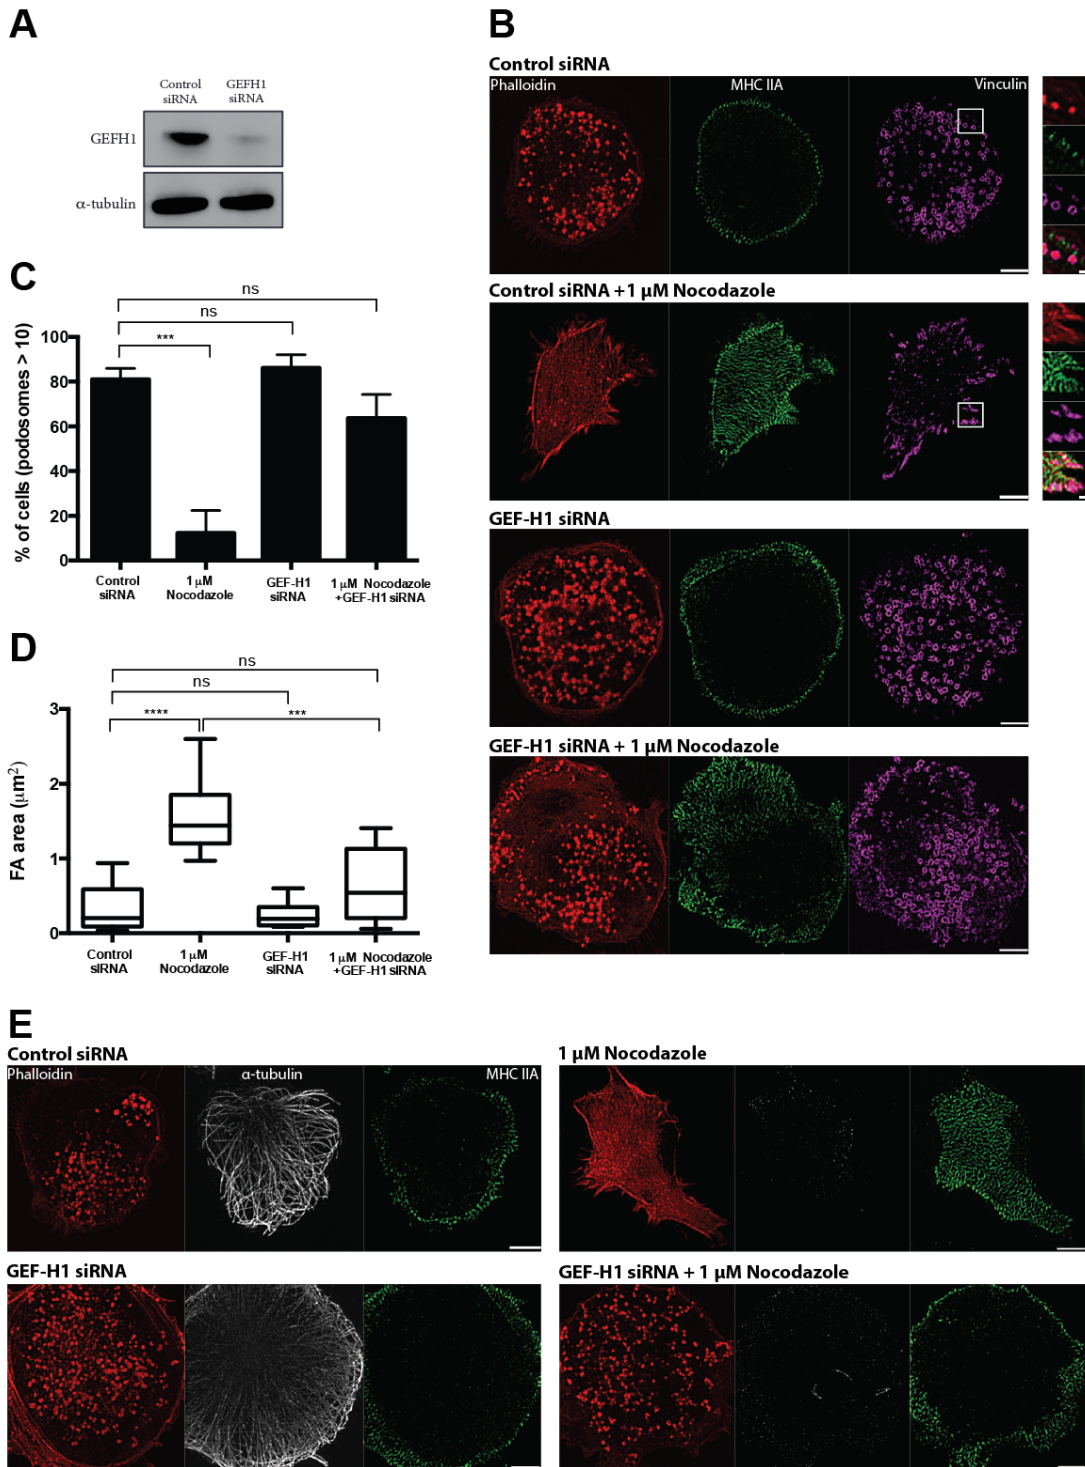 A
Control
siRNA
GEFH1
siRNA
GEFH1
α-tubulin
B
Control siRNA
Phalloidin
MHC IIA
Vinculin
Control siRNA +1 µM Nocodazole
GEF-H1 siRNA
GEF-H1 siRNA + 1 µM Nocodazole
C
ns
ns
***
% of cells (podosomes > 10)
100
80
60
40
20
0
Control
siRNA
1 µM
Nocodazole
GEF-H1
siRNA
1 µM Nocodazole
+GEF-H1 siRNA
D
ns
ns
****
***
FA area (µm²)
3
2
1
0
Control
siRNA
1 µM
Nocodazole
GEF-H1
siRNA
1 µM Nocodazole
+GEF-H1 siRNA
E
Control siRNA
Phalloidin
α-tubulin
MHC IIA
1 µM Nocodazole
GEF-H1 siRNA
GEF-H1 siRNA + 1 µM Nocodazole